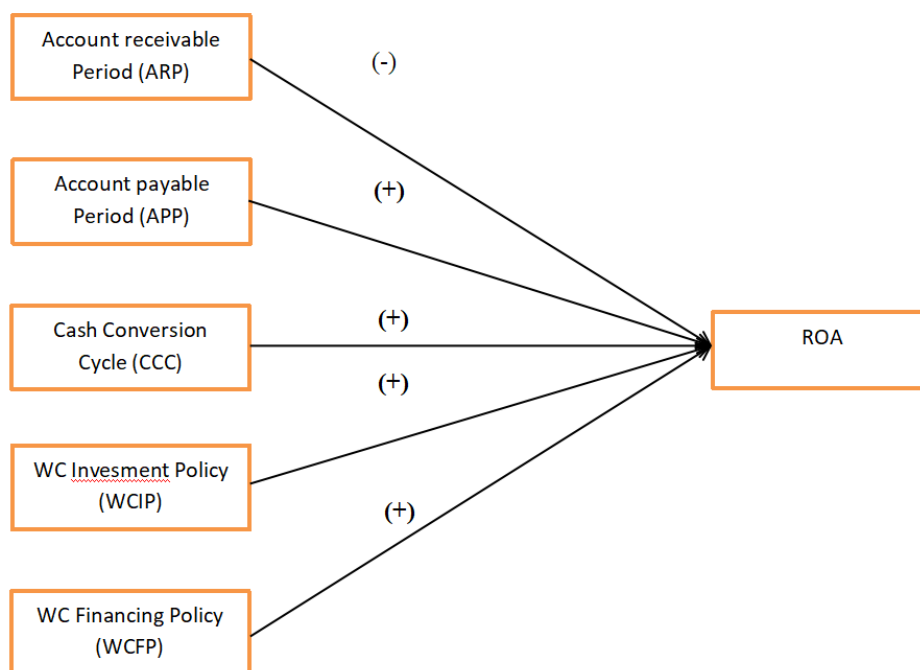 Account receivable
Period (ARP)
(-)
Account payable
Period (APP)
(+)
Cash Conversion
Cycle (CCC)
(+)
ROA
(+)
WC Invesment Policy
(WCIP)
(+)
WC Financing Policy
(WCFP)